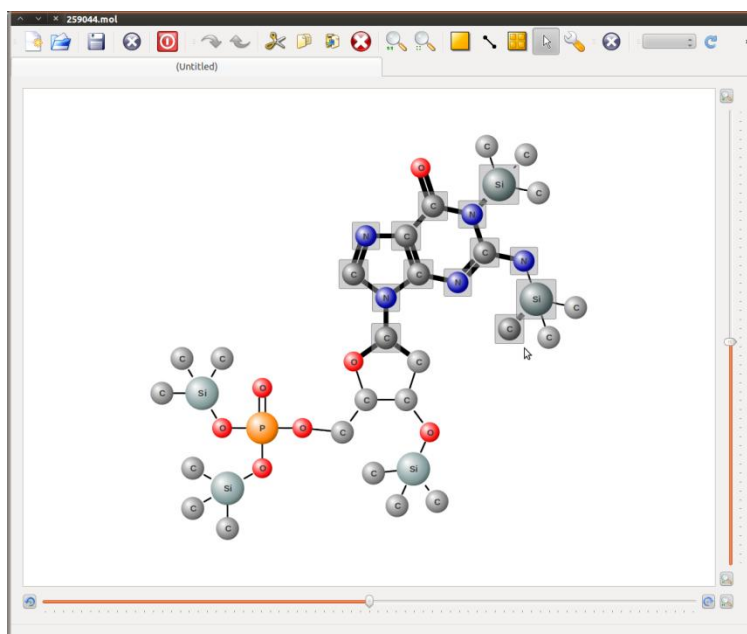 259044.mol
(Untitled)
C C
O
Si C
C N
N C
C N
C C N
N Si C
C C
C
C C O C
C Si O
C C
O P O C O
C O C Si
Si
C C C
C